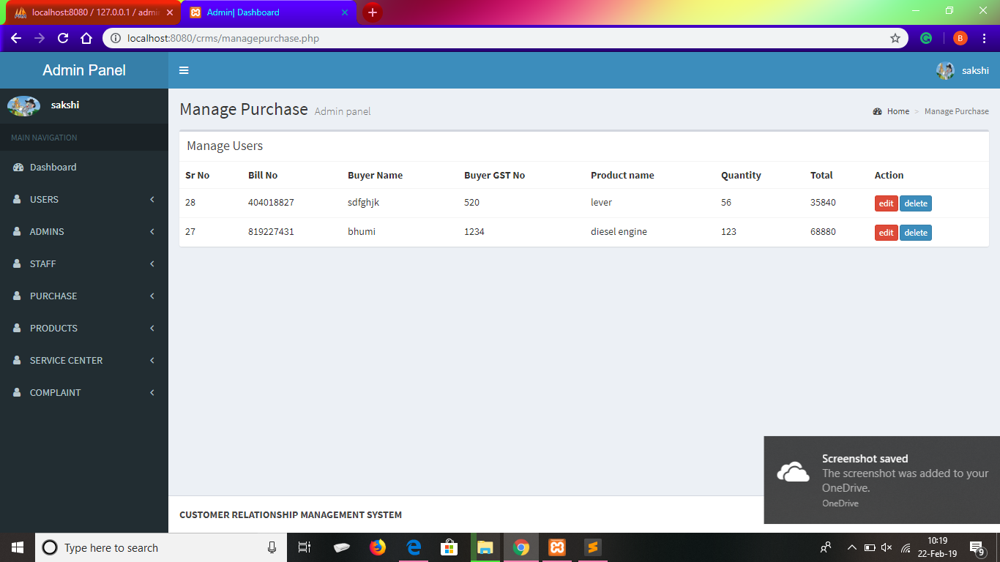 localhost:8080 / 127.0.0.1 / admi
Admin| Dashboard
localhost:8080/crms/managepurchase.php
B
Admin Panel
sakshi
sakshi
MAIN NAVIGATION
Dashboard
USERS
ADMINS
STAFF
PURCHASE
PRODUCTS
SERVICE CENTER
COMPLAINT
Manage Purchase Admin panel
Home > Manage Purchase
Manage Users
Sr No Bill No Buyer Name Buyer GST No Product name Quantity Total Action
28 404018827 sdfghjk 520 lever 56 35840 edit delete
27 819227431 bhumi 1234 diesel engine 123 68880 edit delete
CUSTOMER RELATIONSHIP MANAGEMENT SYSTEM
Screenshot saved
The screenshot was added to your
OneDrive.
OneDrive
Type here to search
10:19
22-Feb-19
9